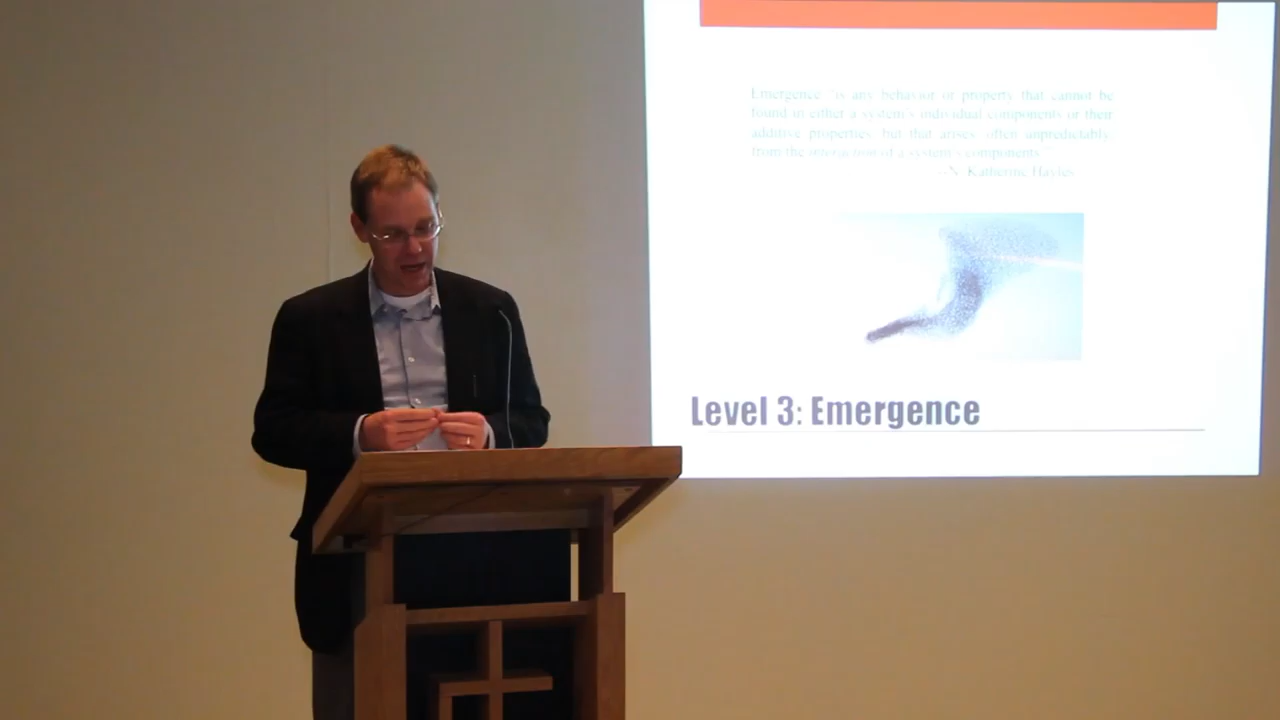 Emergence "is any behavior or property that cannot be
found in either a system's individual components or their
additive properties, but that arises, often unpredictably,
from the interaction of a system's components."
--N. Katherine Hayles
Level 3: Emergence